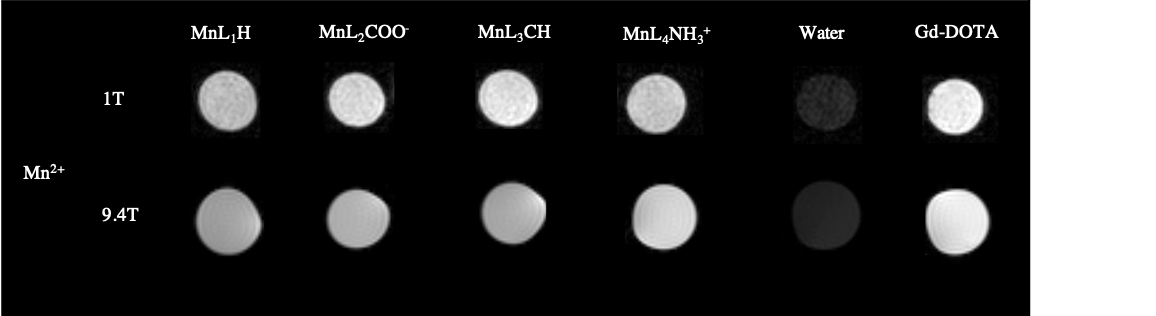 MnL₁H MnL₂COO⁻ MnL₃CH MnL₄NH₃⁺ Water Gd-DOTA
1T
Mn²⁺
9.4T